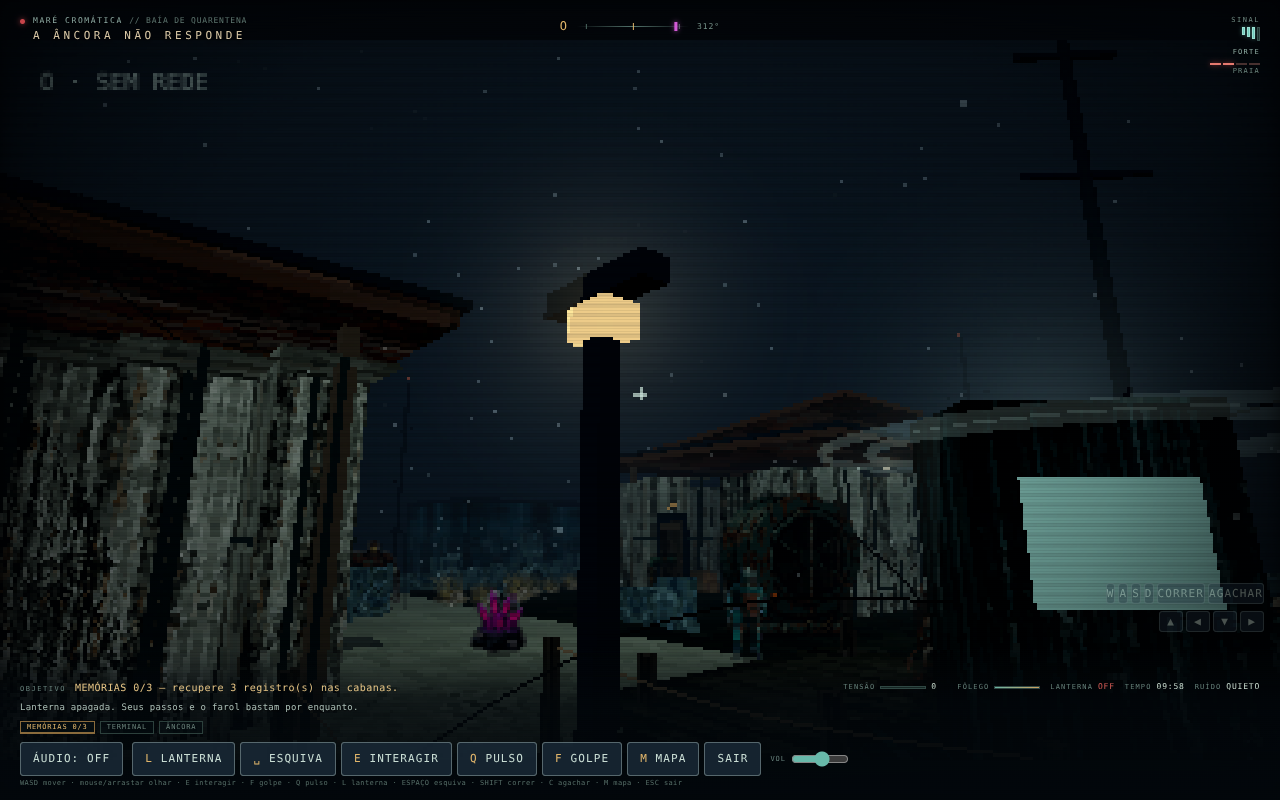 MARÉ CROMÁTICA // BAÍA DE QUARENTENA
A ÂNCORA NÃO RESPONDE
O · SEM REDE
O 312°
SINAL
FORTE
PRAIA
W A S D CORRER AGACHAR
▲ ◀ ▼ ▶
OBJETIVO MEMÓRIAS 0/3 — recupere 3 registro(s) nas cabanas.
Lanterna apagada. Seus passos e o farol bastam por enquanto.
MEMÓRIAS 0/3 TERMINAL ÂNCORA
TENSÃO 0 FÔLEGO LANTERNA OFF TEMPO 09:58 RUÍDO QUIETO
ÁUDIO: OFF L LANTERNA ␣ ESQUIVA E INTERAGIR Q PULSO F GOLPE M MAPA SAIR VOL
WASD mover · mouse/arrastar olhar · E interagir · F golpe · Q pulso · L lanterna · ESPAÇO esquiva · SHIFT correr · C agachar · M mapa · ESC sair